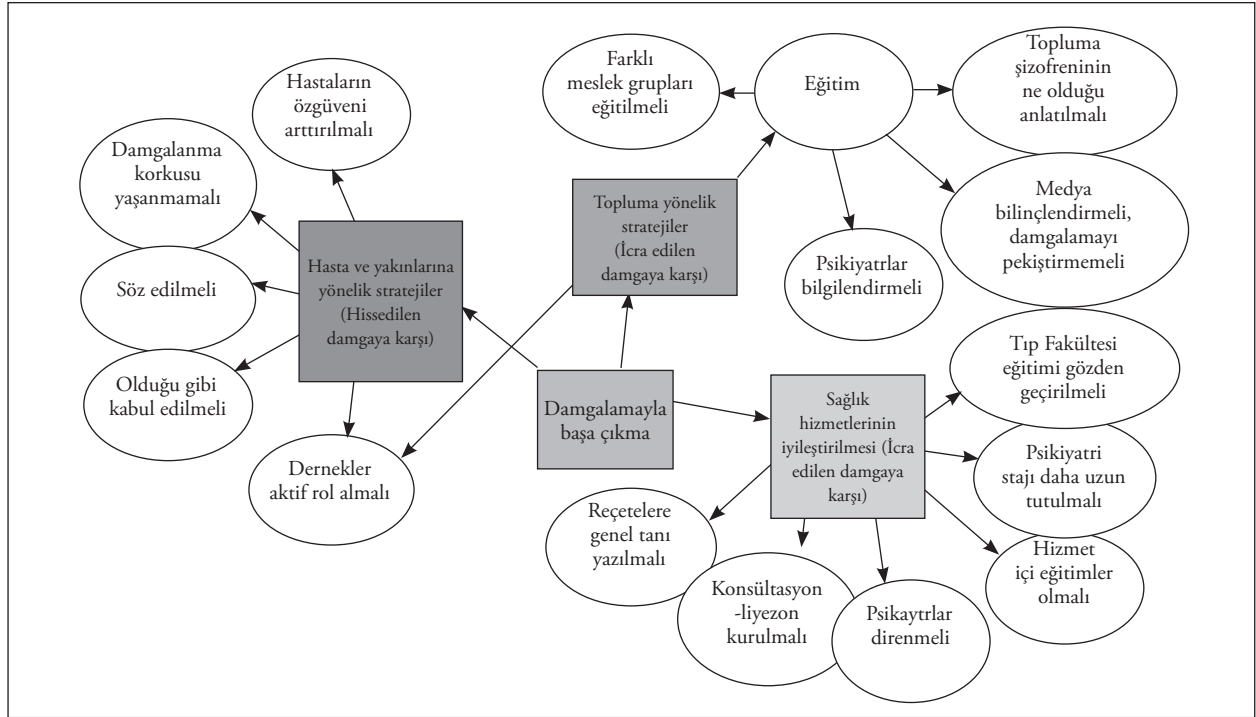 Hastaların
özgüveni
arttırılmalı
Damgalanma
korkusu
yaşanmamalı
Söz edilmeli
Olduğu gibi
kabul edilmeli
Dernekler
aktif rol almalı
Hasta ve yakınlarına
yönelik stratejiler
(Hissedilen
damgaya karşı)
Farklı
meslek grupları
eğitilmeli
Eğitim
Topluma
şizofreninin
ne olduğu
anlatılmalı
Medya
bilinçlendirmeli,
damgalamayı
pekiştirmemeli
Psikiyatrlar
bilgilendirmeli
Topluma yönelik
stratejiler
(İcra edilen
damgaya karşı)
Damgalamayla
başa çıkma
Sağlık
hizmetlerinin
iyileştirilmesi (İcra
edilen damgaya
karşı)
Tıp Fakültesi
eğitimi gözden
geçirilmeli
Psikiyatri
stajı daha uzun
tutulmalı
Hizmet
içi eğitimler
olmalı
Reçetelere
genel tanı
yazılmalı
Konsültasyon
-liyezon
kurulmalı
Psikaytrlar
direnmeli